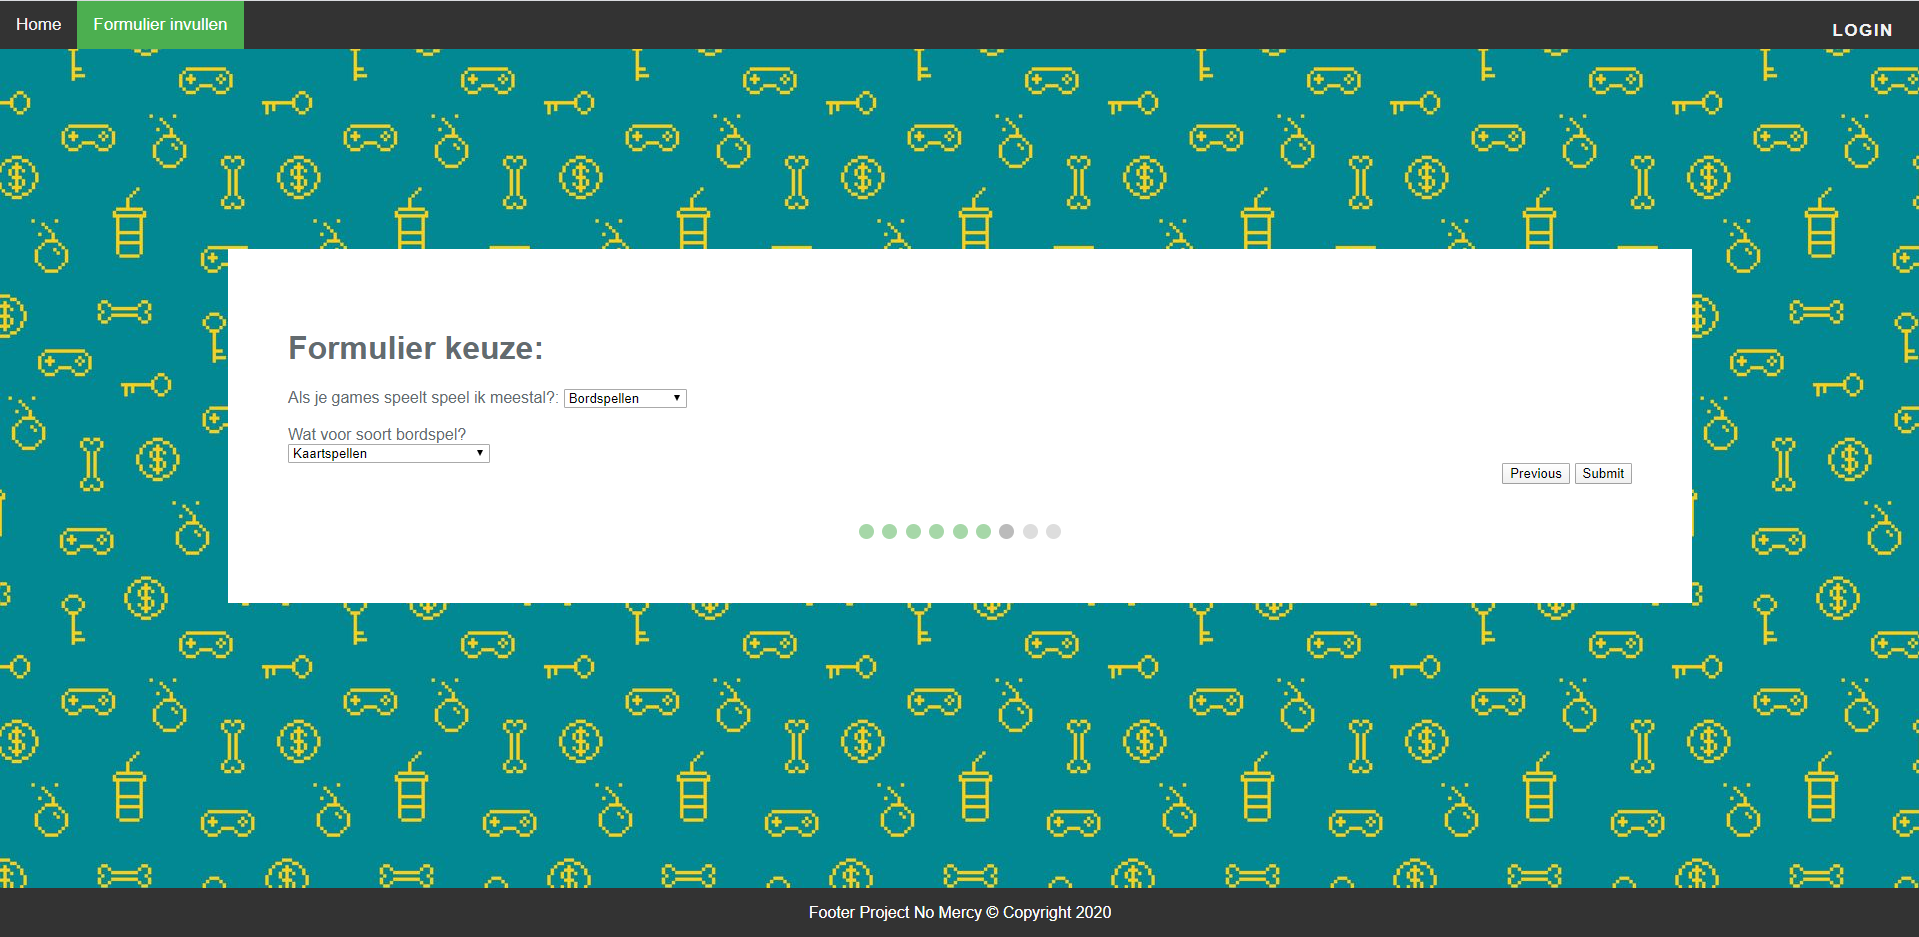 Home Formulier invullen LOGIN
Formulier keuze:
Als je games speelt speel ik meestal?: Bordspellen
Wat voor soort bordspel?
Kaartspellen
Previous Submit
Footer Project No Mercy © Copyright 2020